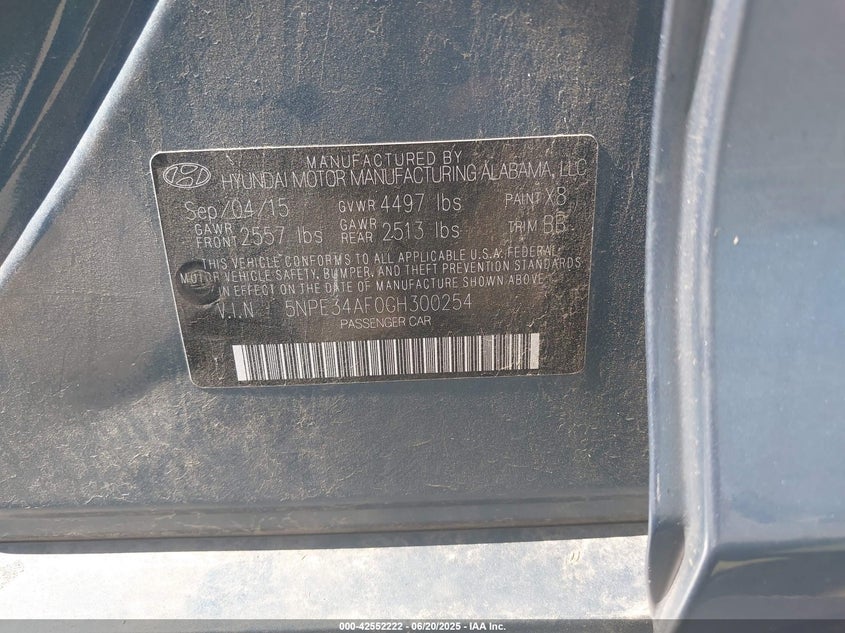 MANUFACTURED BY
HYUNDAI MOTOR MANUFACTURING ALABAMA, LLC
Sep/04/15 GVWR 4497 lbs PAINT X8
GAWR FRONT 2557 lbs GAWR REAR 2513 lbs TRIM BB
THIS VEHICLE CONFORMS TO ALL APPLICABLE U.S.A. FEDERAL
MOTOR VEHICLE SAFETY, BUMPER, AND THEFT PREVENTION STANDARDS
IN EFFECT ON THE DATE OF MANUFACTURE SHOWN ABOVE.
V.I.N 5NPE34AF0GH300254
PASSENGER CAR
000-42552222 - 06/20/2025 - IAA Inc.